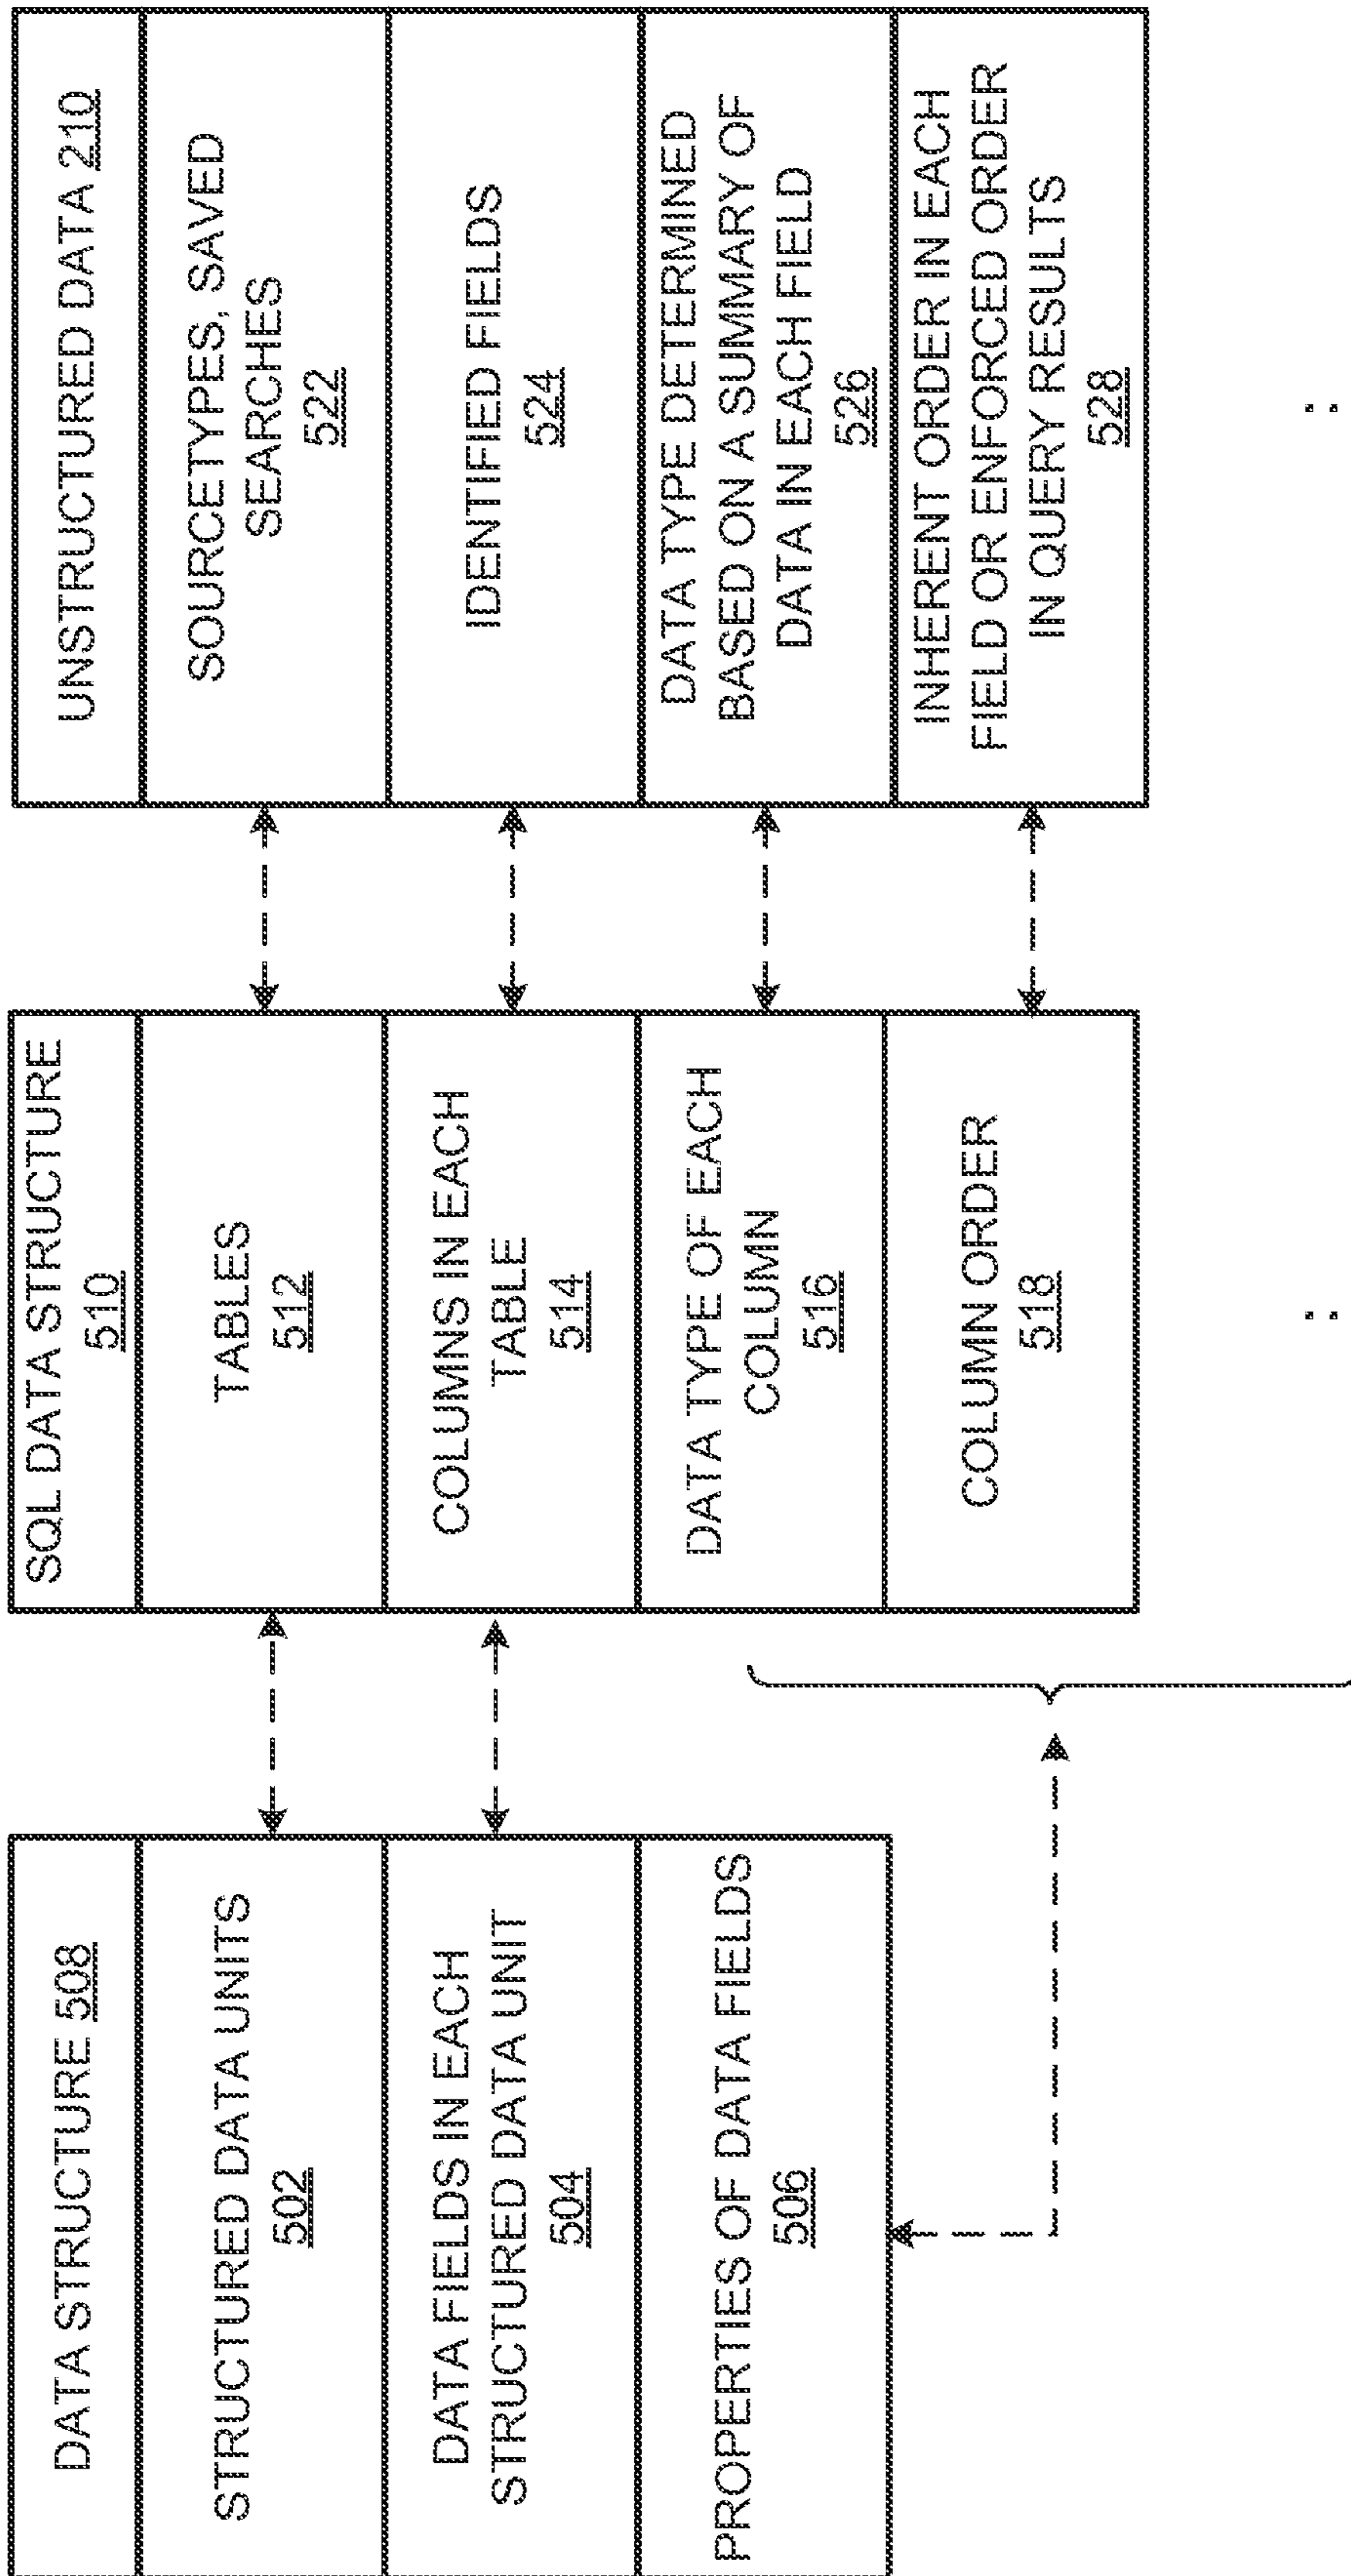 DATA STRUCTURE 508
STRUCTURED DATA UNITS
502
DATA FIELDS IN EACH
STRUCTURED DATA UNIT
504
PROPERTIES OF DATA FIELDS
506
SQL DATA STRUCTURE
510
TABLES
512
COLUMNS IN EACH
TABLE
514
DATA TYPE OF EACH
COLUMN
516
COLUMN ORDER
518
UNSTRUCTURED DATA 210
SOURCETYPES, SAVED
SEARCHES
522
IDENTIFIED FIELDS
524
DATA TYPE DETERMINED
BASED ON A SUMMARY OF
DATA IN EACH FIELD
526
INHERENT ORDER IN EACH
FIELD OR ENFORCED ORDER
IN QUERY RESULTS
528